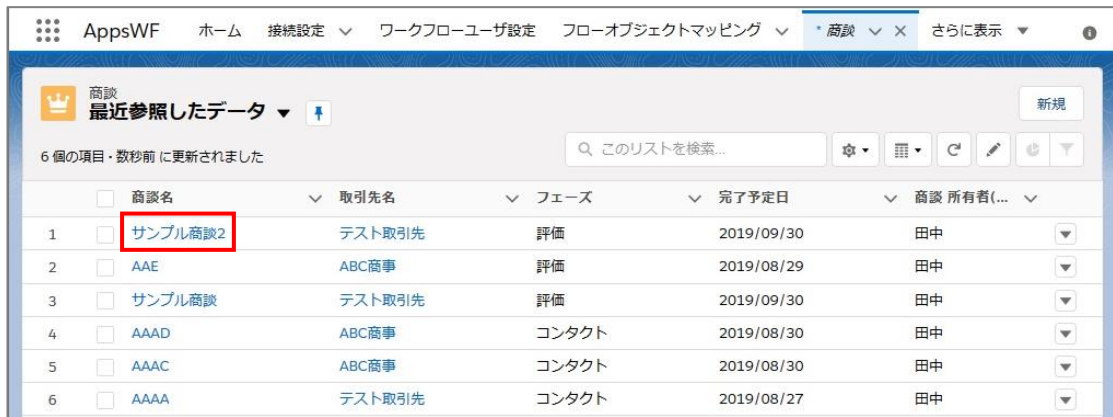 AppsWF ホーム 接続設定 ワークフローユーザ設定 フローオブジェクトマッピング * 商談 さらに表示
商談
最近参照したデータ
新規
6 個の項目・数秒前 に更新されました
このリストを検索...
商談名 取引先名 フェーズ 完了予定日 商談 所有者(...
1 サンプル商談2 テスト取引先 評価 2019/09/30 田中
2 AAE ABC商事 評価 2019/08/29 田中
3 サンプル商談 テスト取引先 評価 2019/09/30 田中
4 AAAD ABC商事 コンタクト 2019/08/30 田中
5 AAAC ABC商事 コンタクト 2019/08/30 田中
6 AAAA テスト取引先 コンタクト 2019/08/27 田中